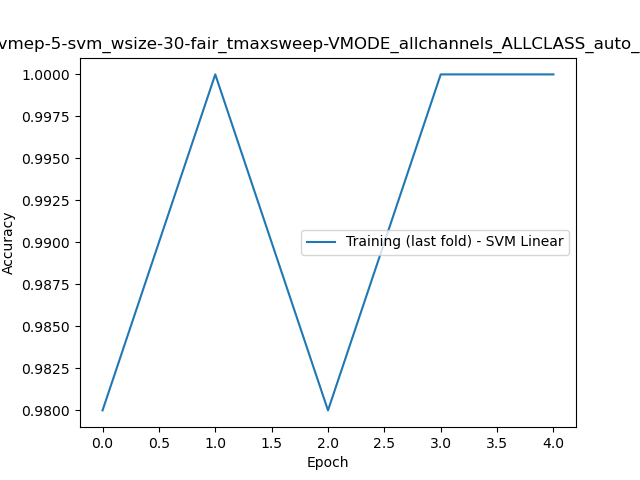 vmep-5-svm_wsize-30-fair_tmaxsweep-VMODE_allchannels_ALLCLASS_auto_
1.0000
0.9975
0.9950
0.9925
0.9900
0.9875
0.9850
0.9825
0.9800
Accuracy
Training (last fold) - SVM Linear
0.0 0.5 1.0 1.5 2.0 2.5 3.0 3.5 4.0
Epoch